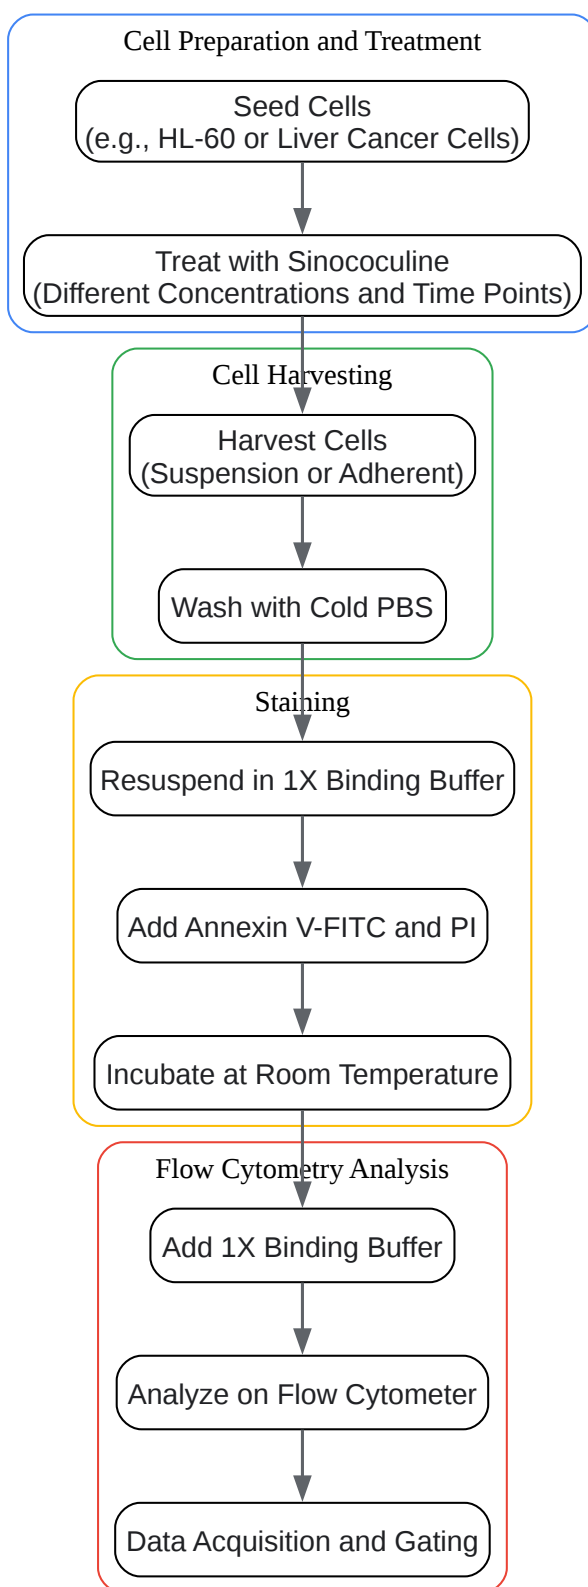 Cell Preparation and Treatment
Seed Cells
(e.g., HL-60 or Liver Cancer Cells)
Treat with Sinococuline
(Different Concentrations and Time Points)
Cell Harvesting
Harvest Cells
(Suspension or Adherent)
Wash with Cold PBS
Staining
Resuspend in 1X Binding Buffer
Add Annexin V-FITC and PI
Incubate at Room Temperature
Flow Cytometry Analysis
Add 1X Binding Buffer
Analyze on Flow Cytometer
Data Acquisition and Gating